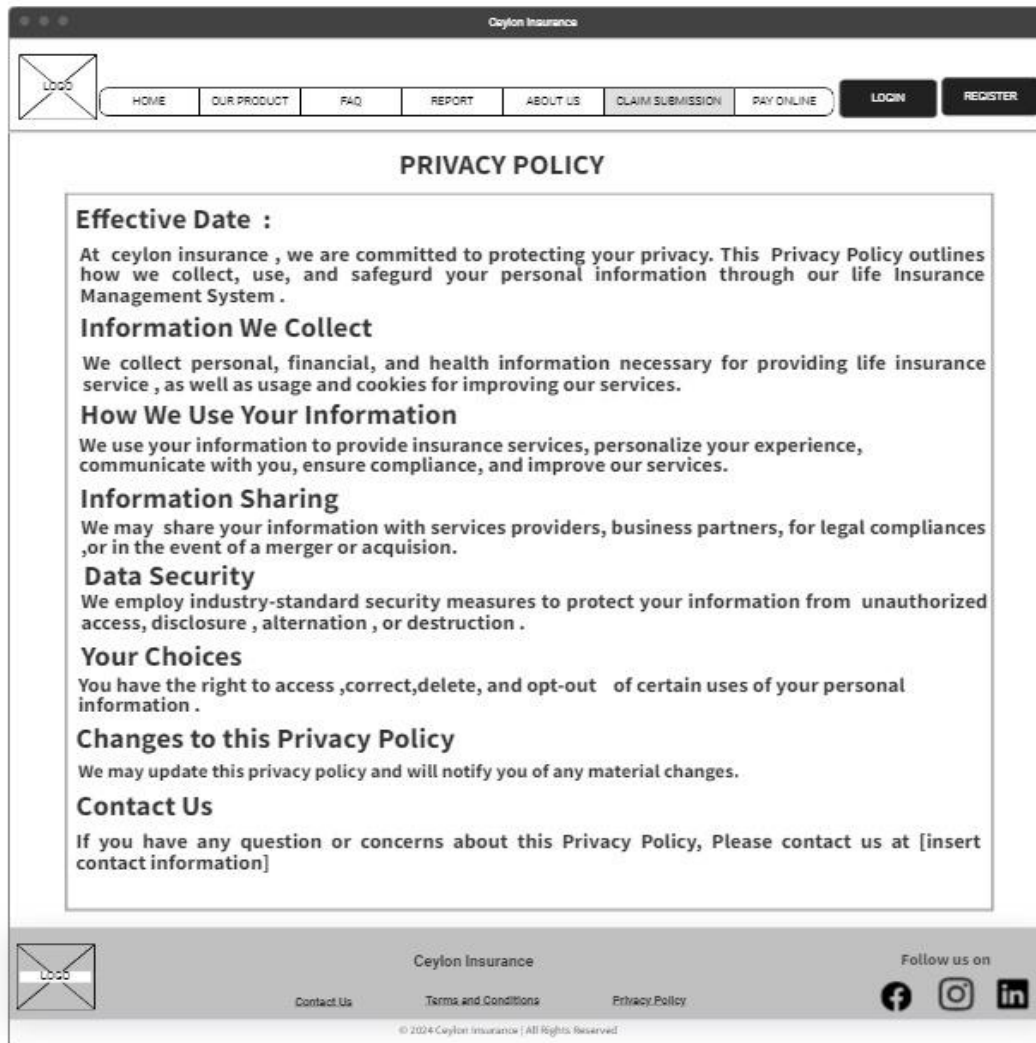 Ceylon Insurance
LOGO
HOME OUR PRODUCT FAQ REPORT ABOUT US CLAIM SUBMISSION PAY ONLINE LOGIN REGISTER
PRIVACY POLICY
Effective Date :
At ceylon insurance , we are committed to protecting your privacy. This Privacy Policy outlines
how we collect, use, and safegurd your personal information through our life Insurance
Management System .
Information We Collect
We collect personal, financial, and health information necessary for providing life insurance
service , as well as usage and cookies for improving our services.
How We Use Your Information
We use your information to provide insurance services, personalize your experience,
communicate with you, ensure compliance, and improve our services.
Information Sharing
We may share your information with services providers, business partners, for legal compliances
,or in the event of a merger or acquision.
Data Security
We employ industry-standard security measures to protect your information from unauthorized
access, disclosure , alternation , or destruction .
Your Choices
You have the right to access ,correct,delete, and opt-out of certain uses of your personal
information .
Changes to this Privacy Policy
We may update this privacy policy and will notify you of any material changes.
Contact Us
If you have any question or concerns about this Privacy Policy, Please contact us at [insert
contact information]
LOGO
Ceylon Insurance
Follow us on
Contact Us Terms and Conditions Privacy Policy
© 2024 Ceylon Insurance | All Rights Reserved